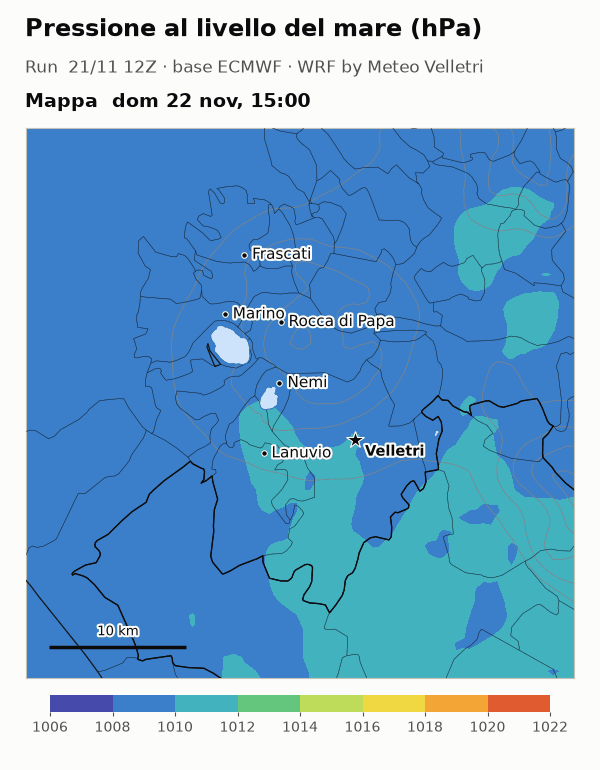 Pressione al livello del mare (hPa)
Run  21/11 12Z · base ECMWF · WRF by Meteo Velletri
Mappa  dom 22 nov, 15:00
Frascati
Marino
Rocca di Papa
Nemi
Velletri
Lanuvio
10 km
1006 1008 1010 1012 1014 1016 1018 1020 1022